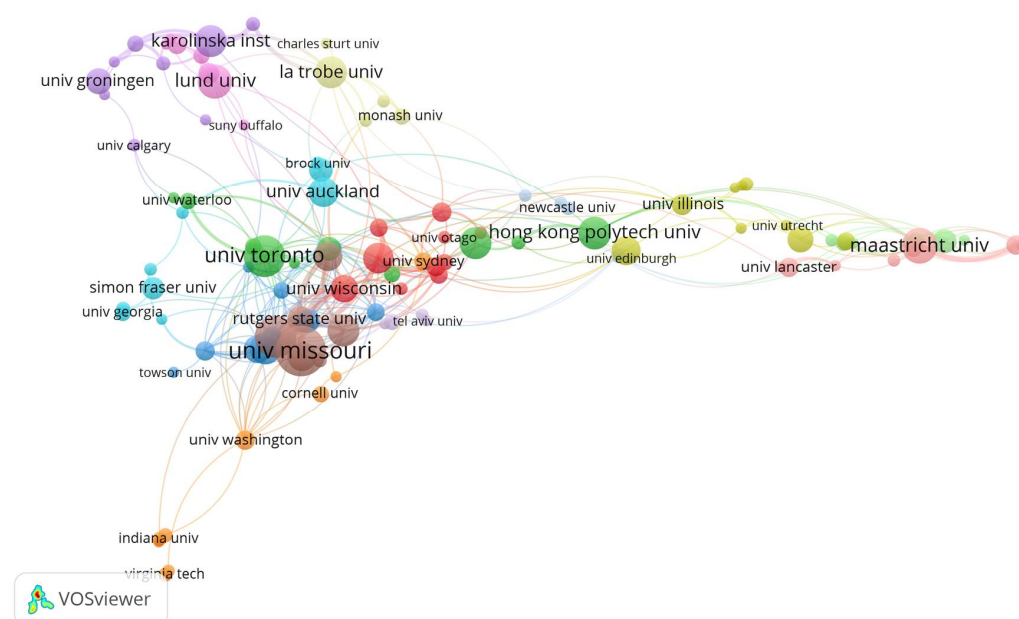 karolinska inst
charles sturt univ
univ groningen
lund univ
la trobe univ
monash univ
suny buffalo
univ calgary
brock univ
univ auckland
univ waterloo
newcastle univ
univ illinois
univ otago
hong kong polytech univ
univ utrecht
maastricht univ
univ toronto
univ sydney
univ edinburgh
univ lancaster
simon fraser univ
univ wisconsin
univ georgia
rutgers state univ
tel aviv univ
univ missouri
towson univ
cornell univ
univ washington
indiana univ
virginia tech
VOSviewer